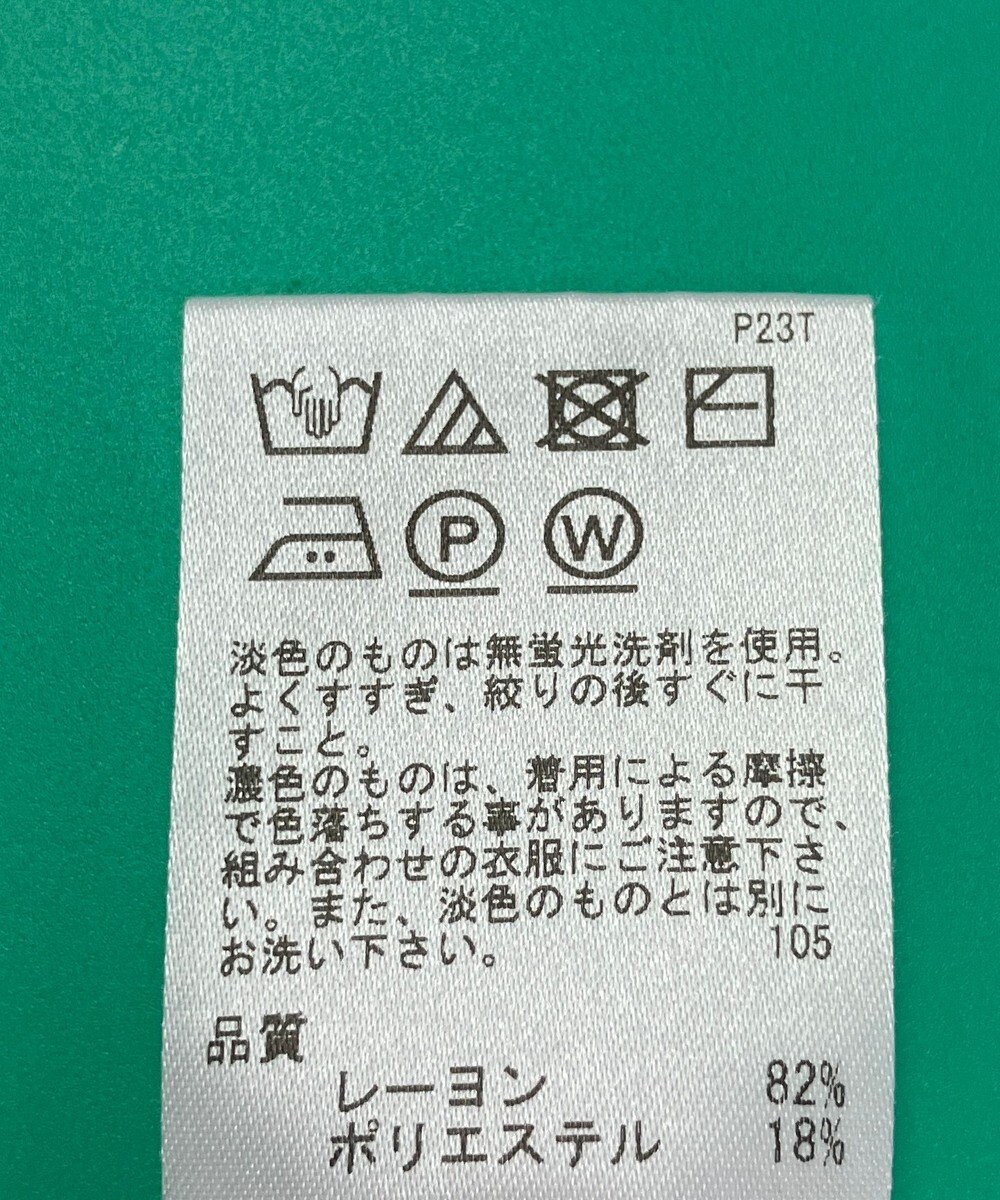 P23T
P W
淡色のものは無蛍光洗剤を使用。
よくすすぎ、絞りの後すぐに干
すこと。
濃色のものは、着用による摩擦
で色落ちする事がありますので、
組み合わせの衣服にご注意下さ
い。また、淡色のものとは別に
お洗い下さい。
105
品質
レーヨン 82%
ポリエステル 18%